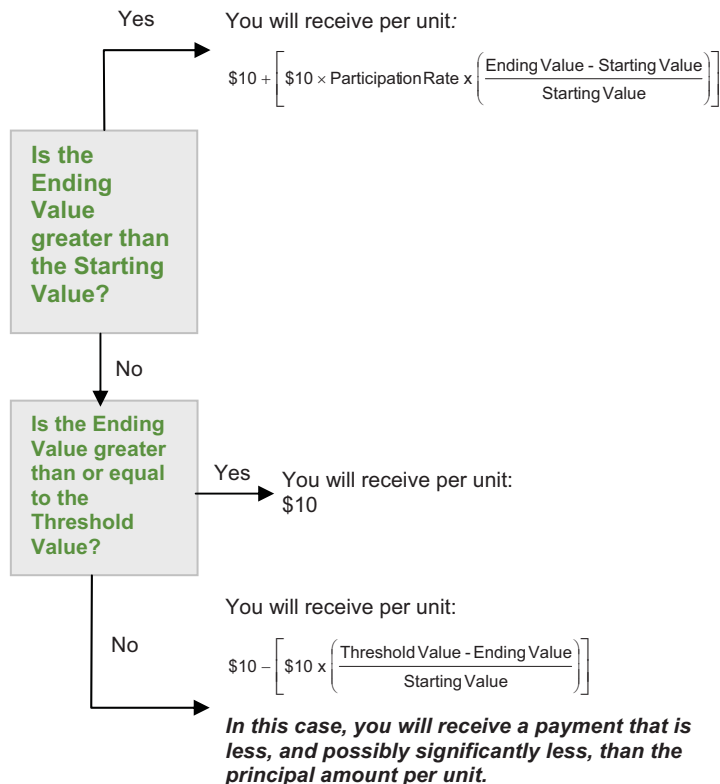 Yes
You will receive per unit:
$10 + [ $10 × Participation Rate x ( Ending Value - Starting Value / Starting Value ) ]
Is the
Ending
Value
greater than
the Starting
Value?
No
Is the Ending
Value greater
than or equal
to the
Threshold
Value?
Yes
You will receive per unit:
$10
No
You will receive per unit:
$10 – [ $10 x ( Threshold Value - Ending Value / Starting Value ) ]
In this case, you will receive a payment that is
less, and possibly significantly less, than the
principal amount per unit.